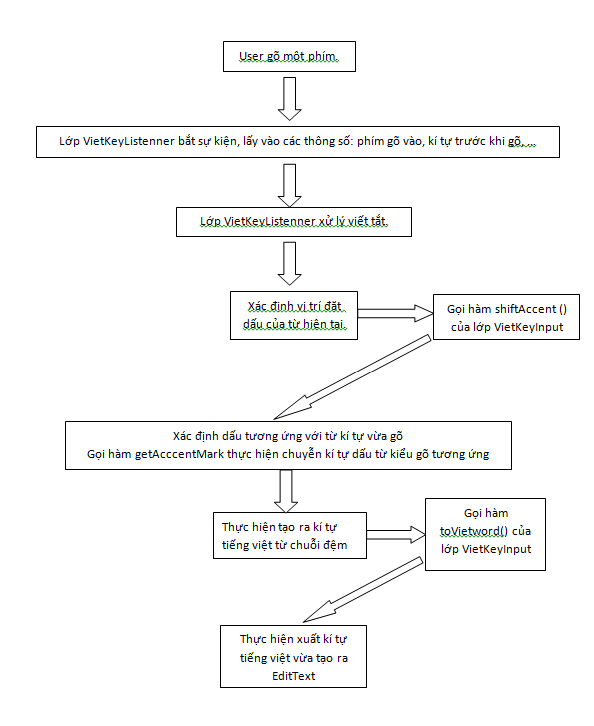 User gõ một phím.
Lớp VietKeyListenner bắt sự kiện, lấy vào các thông số: phím gõ vào, kí tự trước khi gõ, ...
Lớp VietKeyListenner xử lý viết tắt.
Xác định vị trí đặt
dấu của từ hiện tại.
Gọi hàm shiftAccent ()
của lớp VietKeyInput
Xác định dấu tương ứng với từ kí tự vừa gõ
Gọi hàm getAcccentMark thực hiện chuyển kí tự dấu từ kiểu gõ tương ứng
Thực hiện tạo ra kí tự
tiếng việt từ chuỗi đệm
Gọi hàm
toVietword() của
lớp VietKeyInput
Thực hiện xuất kí tự
tiếng việt vừa tạo ra
EditText